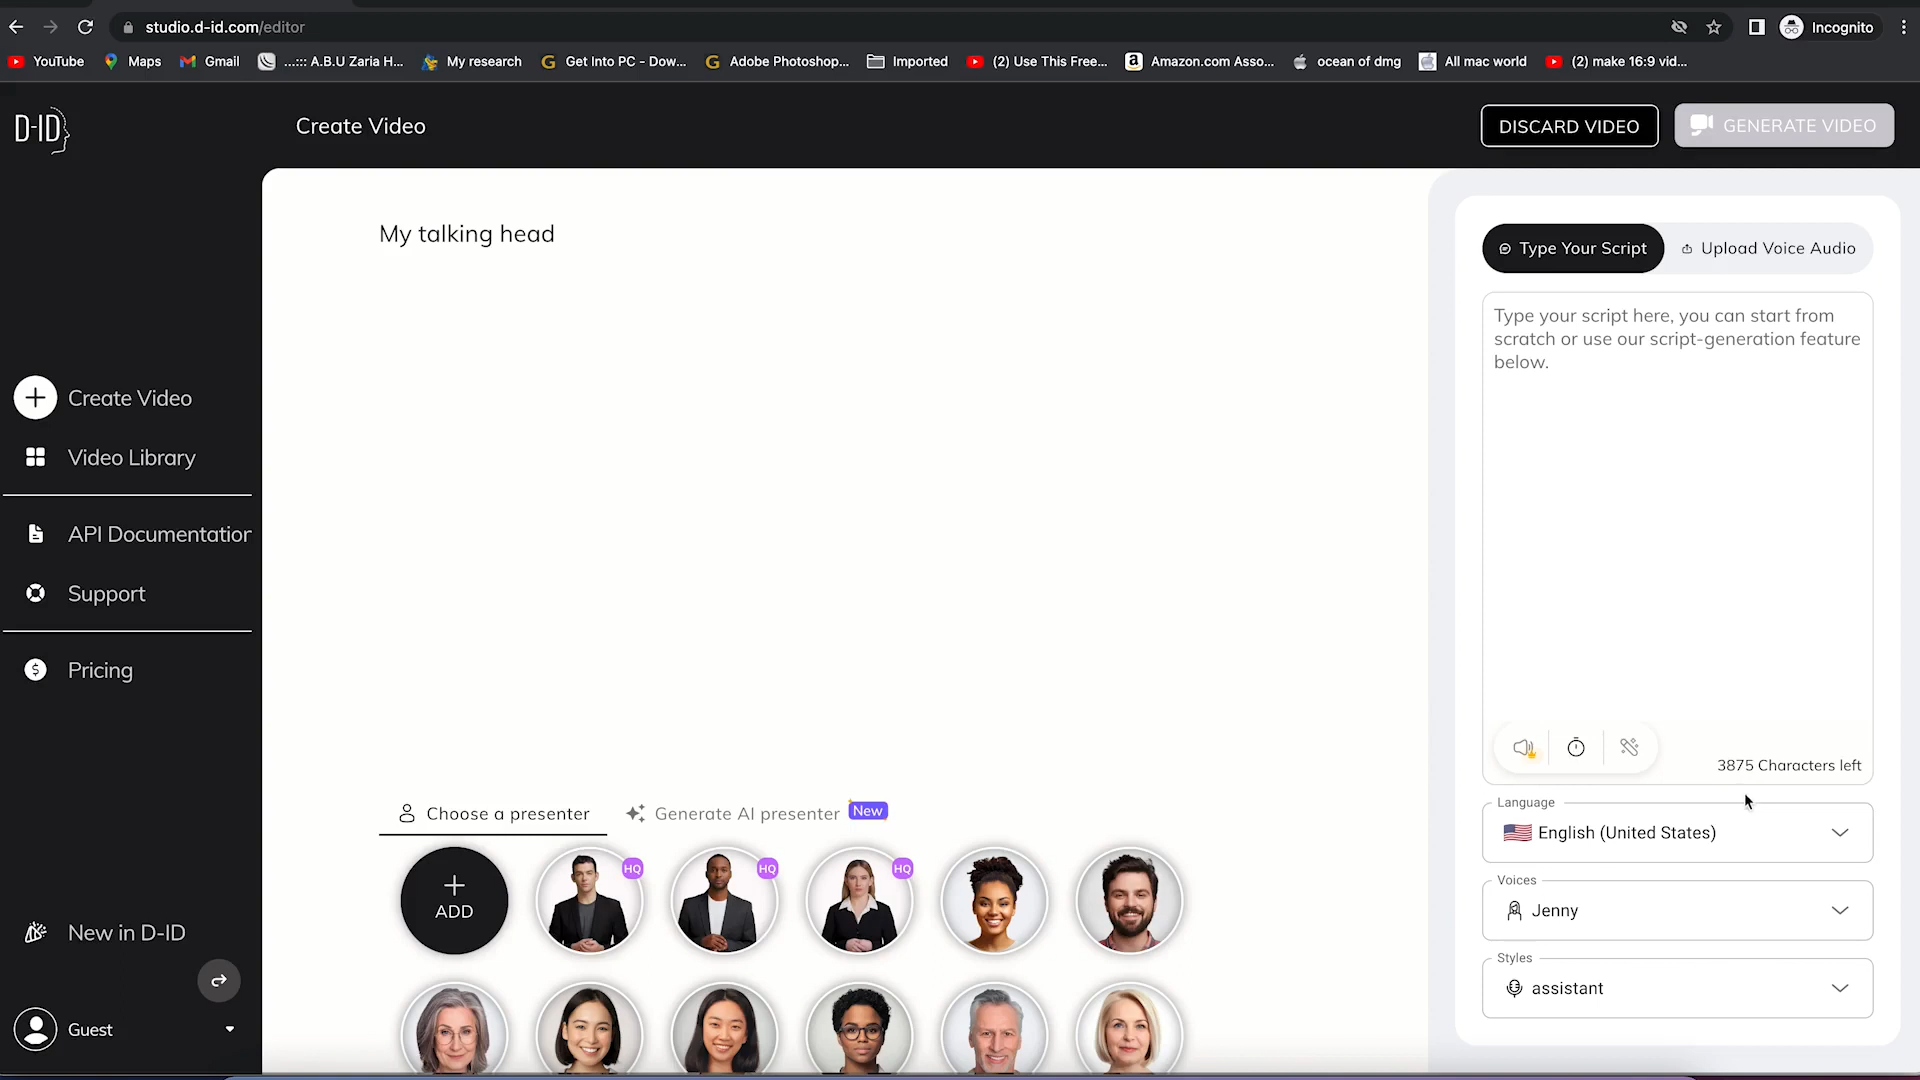 studio.d-id.com/editor
Incognito
YouTube
Maps
Gmail
...::: A.B.U Zaria H...
My research
Get Into PC - Dow...
Adobe Photoshop...
Imported
(2) Use This Free...
Amazon.com Asso...
ocean of dmg
All mac world
(2) make 16:9 vid...
D-ID
Create Video
DISCARD VIDEO
GENERATE VIDEO
My talking head
Type Your Script
Upload Voice Audio
Type your script here, you can start from
scratch or use our script-generation feature
below.
Create Video
Video Library
API Documentation
Support
Pricing
3875 Characters left
Language
English (United States)
Choose a presenter
Generate AI presenter
New
ADD
HQ
HQ
HQ
Voices
Jenny
Styles
assistant
New in D-ID
Guest